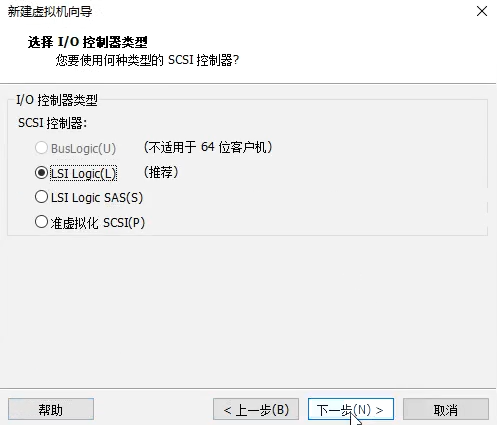 新建虚拟机向导
选择 I/O 控制器类型
您要使用何种类型的 SCSI 控制器?
I/O 控制器类型
SCSI 控制器:
BusLogic(U) (不适用于 64 位客户机)
LSI Logic(L) (推荐)
LSI Logic SAS(S)
准虚拟化 SCSI(P)
帮助 < 上一步(B) 下一步(N) > 取消